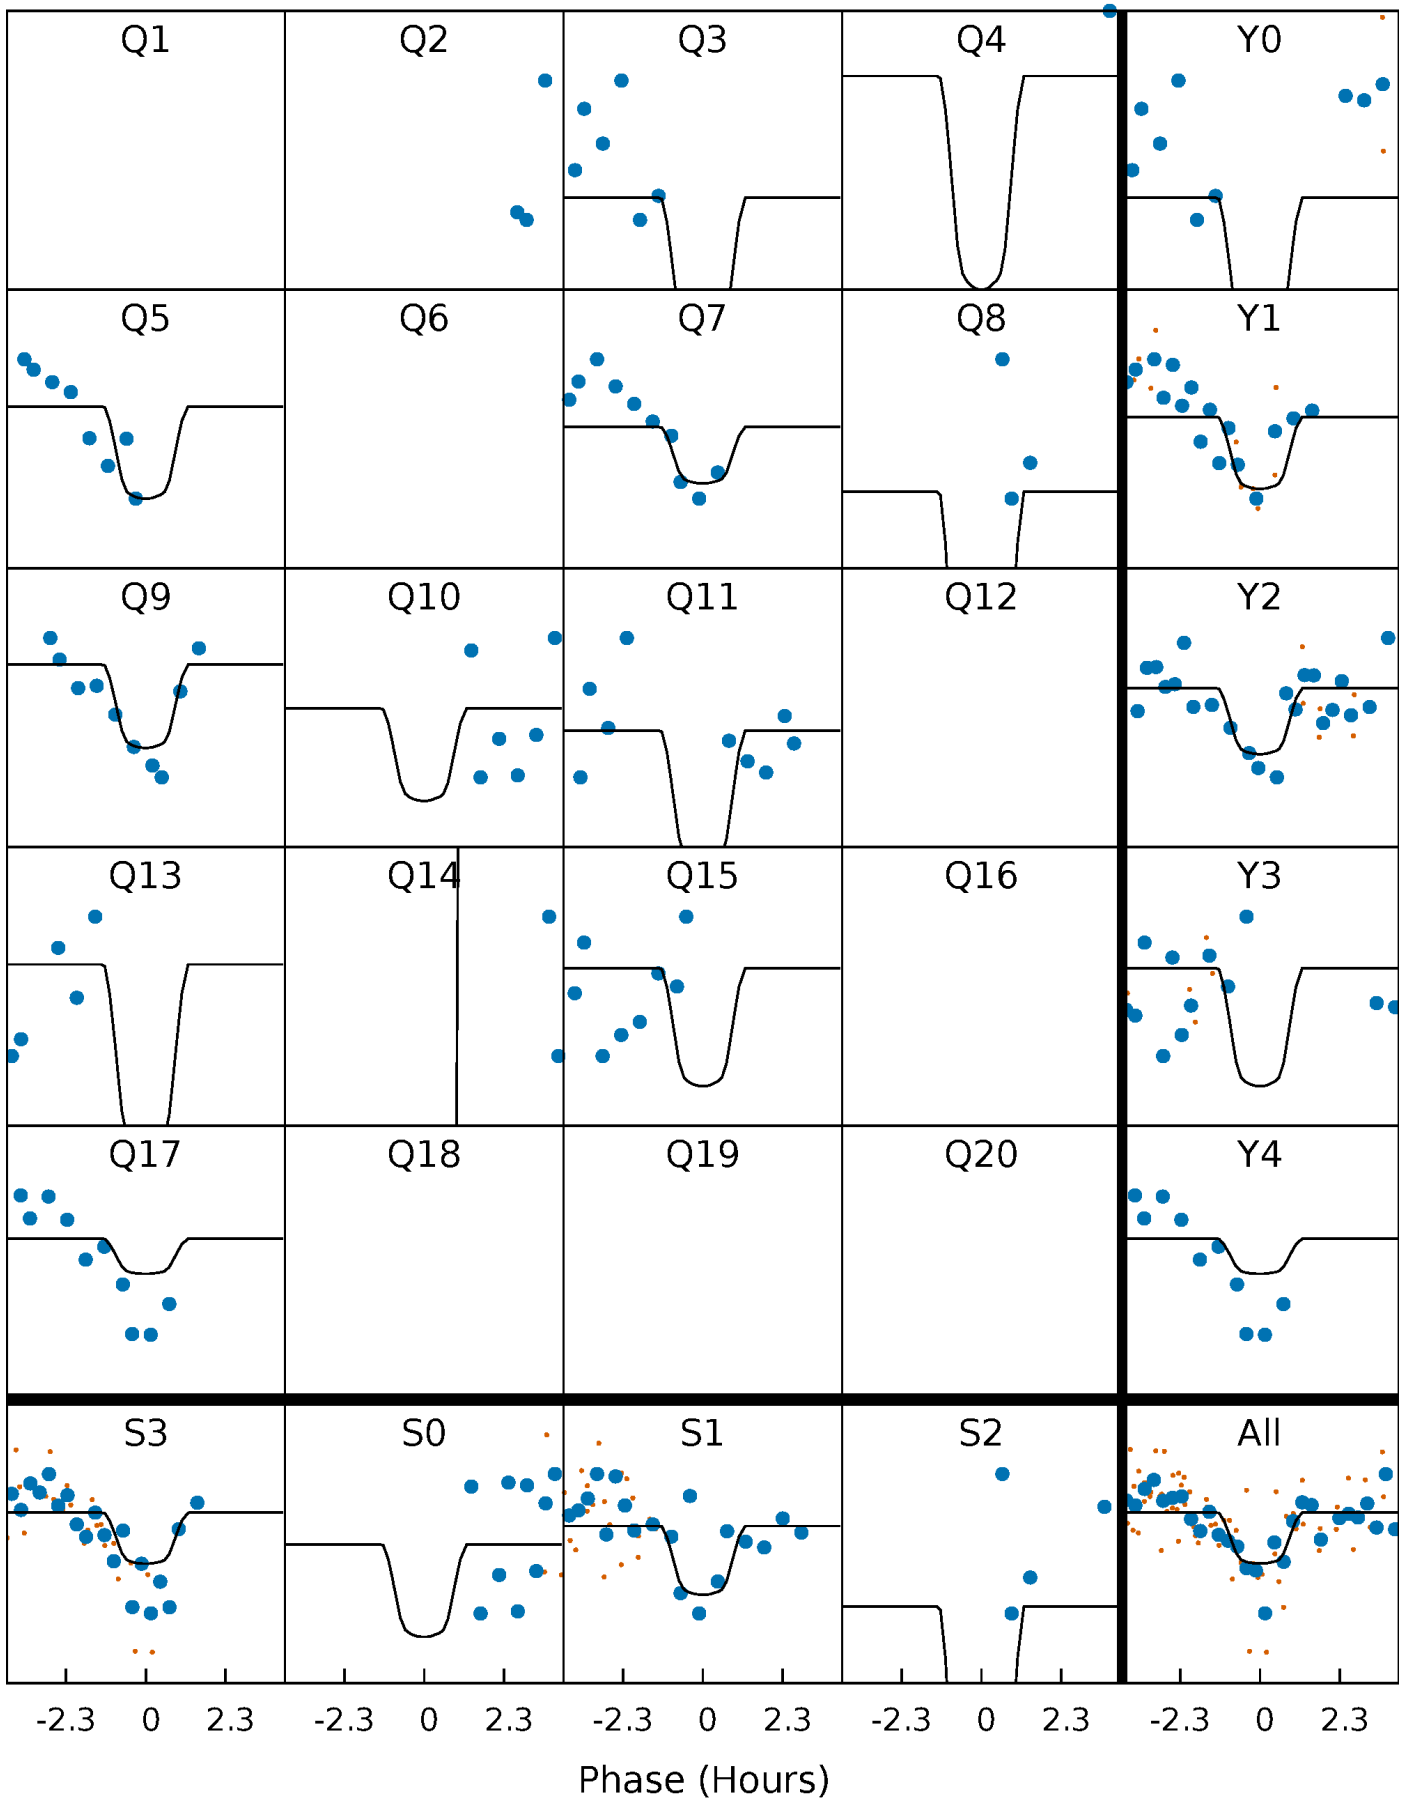 Q1 Q2 Q3 Q4 Y0
Q5 Q6 Q7 Q8 Y1
Q9 Q10 Q11 Q12 Y2
Q13 Q14 Q15 Q16 Y3
Q17 Q18 Q19 Q20 Y4
S3 S0 S1 S2 All
-2.3 0 2.3 -2.3 0 2.3 -2.3 0 2.3 -2.3 0 2.3 -2.3 0 2.3
Phase (Hours)